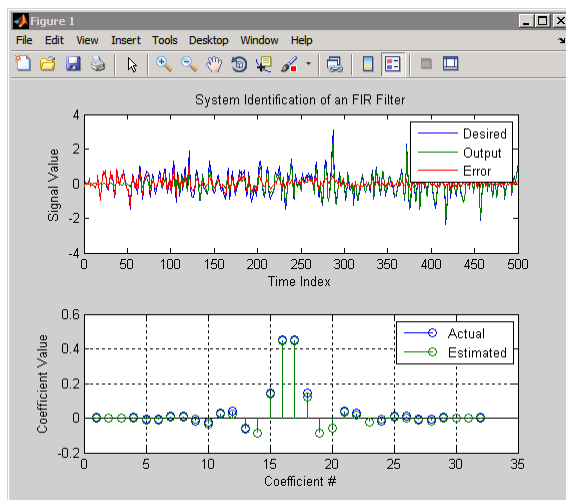 Figure 1
File Edit View Insert Tools Desktop Window Help
System Identification of an FIR Filter
4
2
0
-2
-4
Signal Value
Desired
Output
Error
0 50 100 150 200 250 300 350 400 450 500
Time Index
0.6
0.4
0.2
0
-0.2
Coefficient Value
Actual
Estimated
0 5 10 15 20 25 30 35
Coefficient #